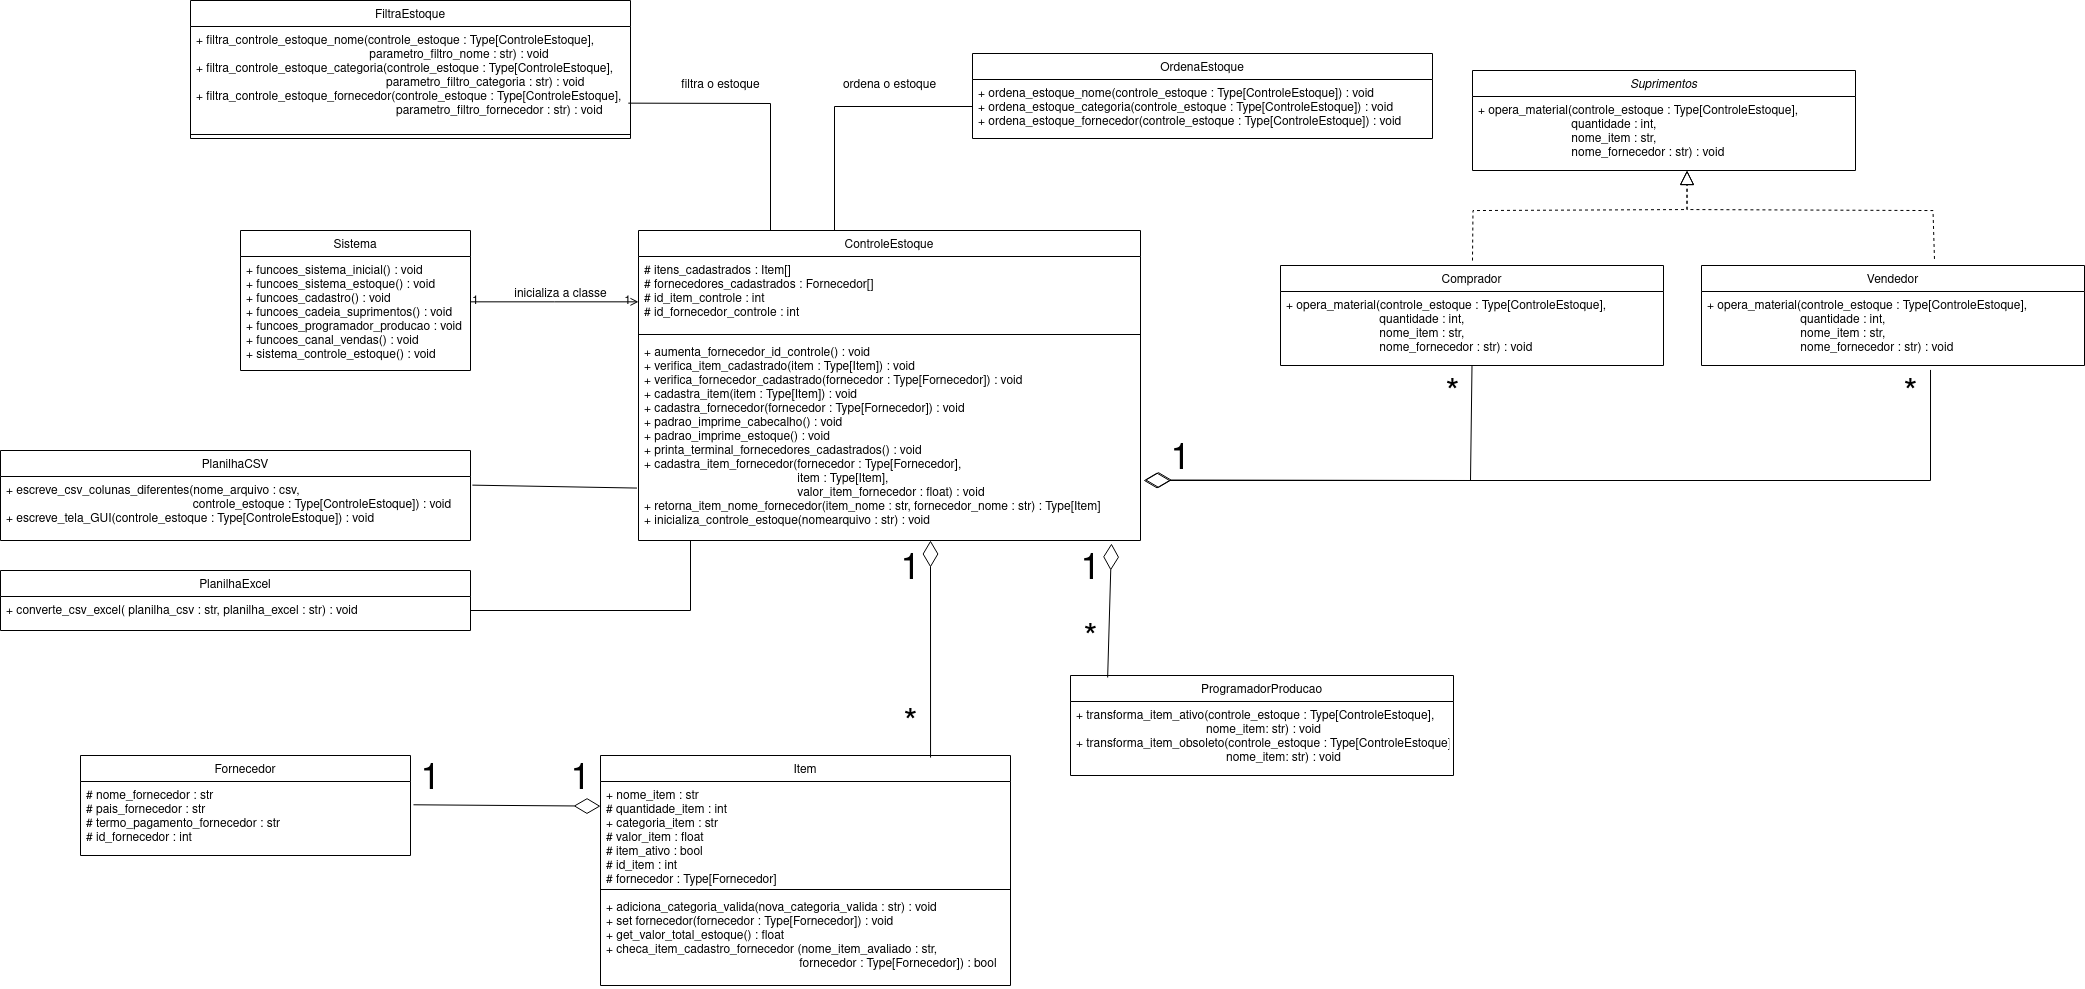 FiltraEstoque
+ filtra_controle_estoque_nome(controle_estoque : Type[ControleEstoque],
parametro_filtro_nome : str) : void
+ filtra_controle_estoque_categoria(controle_estoque : Type[ControleEstoque],
parametro_filtro_categoria : str) : void
+ filtra_controle_estoque_fornecedor(controle_estoque : Type[ControleEstoque],
parametro_filtro_fornecedor : str) : void
filtra o estoque
ordena o estoque
OrdenaEstoque
+ ordena_estoque_nome(controle_estoque : Type[ControleEstoque]) : void
+ ordena_estoque_categoria(controle_estoque : Type[ControleEstoque]) : void
+ ordena_estoque_fornecedor(controle_estoque : Type[ControleEstoque]) : void
Suprimentos
+ opera_material(controle_estoque : Type[ControleEstoque],
quantidade : int,
nome_item : str,
nome_fornecedor : str) : void
Sistema
+ funcoes_sistema_inicial() : void
+ funcoes_sistema_estoque() : void
+ funcoes_cadastro() : void
+ funcoes_cadeia_suprimentos() : void
+ funcoes_programador_producao : void
+ funcoes_canal_vendas() : void
+ sistema_controle_estoque() : void
1
inicializa a classe
1
ControleEstoque
# itens_cadastrados : Item[]
# fornecedores_cadastrados : Fornecedor[]
# id_item_controle : int
# id_fornecedor_controle : int
+ aumenta_fornecedor_id_controle() : void
+ verifica_item_cadastrado(item : Type[Item]) : void
+ verifica_fornecedor_cadastrado(fornecedor : Type[Fornecedor]) : void
+ cadastra_item(item : Type[Item]) : void
+ cadastra_fornecedor(fornecedor : Type[Fornecedor]) : void
+ padrao_imprime_cabecalho() : void
+ padrao_imprime_estoque() : void
+ printa_terminal_fornecedores_cadastrados() : void
+ cadastra_item_fornecedor(fornecedor : Type[Fornecedor],
item : Type[Item],
valor_item_fornecedor : float) : void
+ retorna_item_nome_fornecedor(item_nome : str, fornecedor_nome : str) : Type[Item]
+ inicializa_controle_estoque(nomearquivo : str) : void
Comprador
+ opera_material(controle_estoque : Type[ControleEstoque],
quantidade : int,
nome_item : str,
nome_fornecedor : str) : void
*
Vendedor
+ opera_material(controle_estoque : Type[ControleEstoque],
quantidade : int,
nome_item : str,
nome_fornecedor : str) : void
*
1
PlanilhaCSV
+ escreve_csv_colunas_diferentes(nome_arquivo : csv,
controle_estoque : Type[ControleEstoque]) : void
+ escreve_tela_GUI(controle_estoque : Type[ControleEstoque]) : void
PlanilhaExcel
+ converte_csv_excel( planilha_csv : str, planilha_excel : str) : void
1
*
1
*
ProgramadorProducao
+ transforma_item_ativo(controle_estoque : Type[ControleEstoque],
nome_item: str) : void
+ transforma_item_obsoleto(controle_estoque : Type[ControleEstoque]
nome_item: str) : void
Fornecedor
# nome_fornecedor : str
# pais_fornecedor : str
# termo_pagamento_fornecedor : str
# id_fornecedor : int
1
1
Item
+ nome_item : str
# quantidade_item : int
+ categoria_item : str
# valor_item : float
# item_ativo : bool
# id_item : int
# fornecedor : Type[Fornecedor]
+ adiciona_categoria_valida(nova_categoria_valida : str) : void
+ set fornecedor(fornecedor : Type[Fornecedor]) : void
+ get_valor_total_estoque() : float
+ checa_item_cadastro_fornecedor (nome_item_avaliado : str,
fornecedor : Type[Fornecedor]) : bool